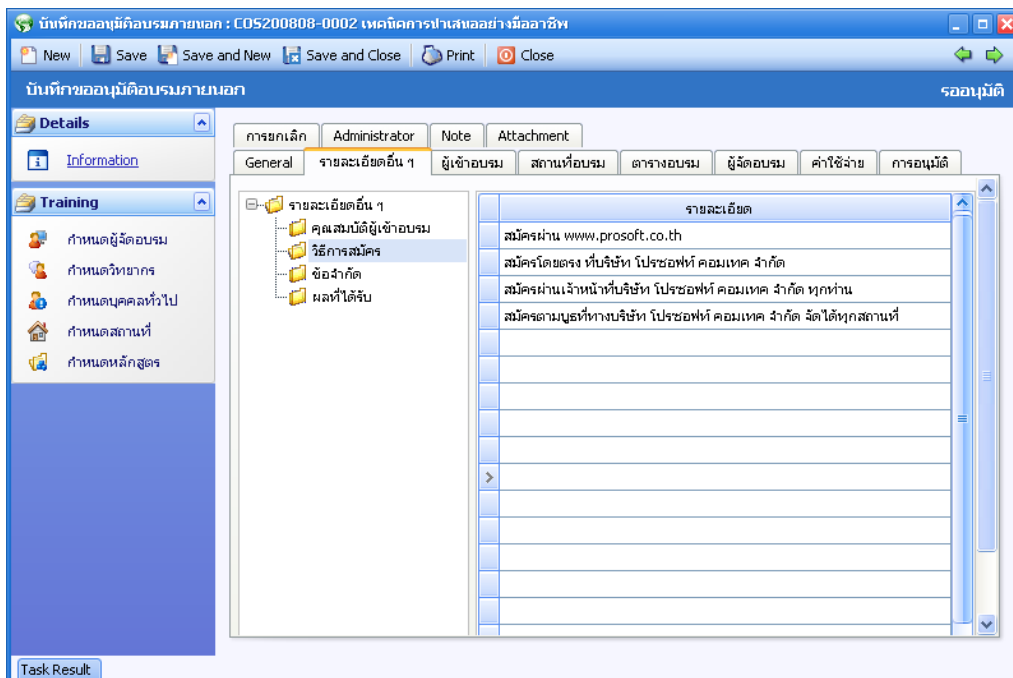 บันทึกขออนุมัติอบรมภายนอก : COS200808-0002 เทคนิคการนำเสนออย่างมืออาชีพ
New Save Save and New Save and Close Print Close
บันทึกขออนุมัติอบรมภายนอก รออนุมัติ
Details
Information
Training
กำหนดผู้จัดอบรม
กำหนดวิทยากร
กำหนดบุคคลทั่วไป
กำหนดสถานที่
กำหนดหลักสูตร
การยกเลิก Administrator Note Attachment
General รายละเอียดอื่น ๆ ผู้เข้าอบรม สถานที่อบรม ตารางอบรม ผู้จัดอบรม ค่าใช้จ่าย การอนุมัติ
รายละเอียดอื่น ๆ
คุณสมบัติผู้เข้าอบรม
วิธีการสมัคร
ข้อจำกัด
ผลที่ได้รับ
รายละเอียด
สมัครผ่าน www.prosoft.co.th
สมัครโดยตรง ที่บริษัท โปรซอฟท์ คอมเทค จำกัด
สมัครผ่านเจ้าหน้าที่บริษัท โปรซอฟท์ คอมเทค จำกัด ทุกท่าน
สมัครตามบูธที่ทางบริษัท โปรซอฟท์ คอมเทค จำกัด จัดได้ทุกสถานที่
Task Result